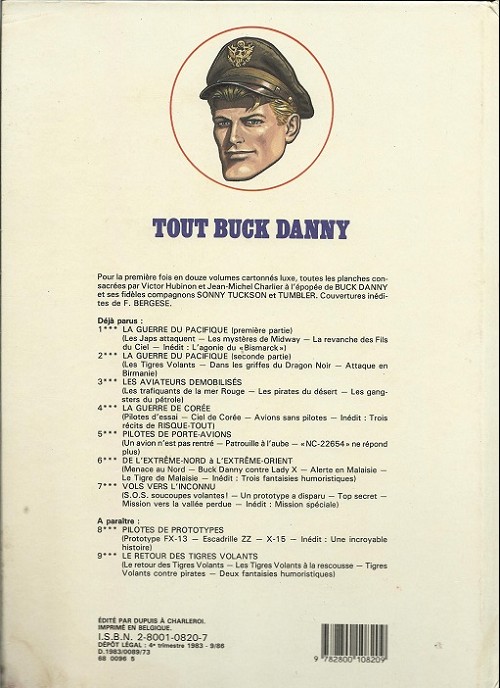 TOUT BUCK DANNY
Pour la première fois en douze volumes cartonnés luxe, toutes les planches con-
sacrées par Victor Hubinon et Jean-Michel Charlier à l'épopée de BUCK DANNY
et ses fidèles compagnons SONNY TUCKSON et TUMBLER. Couvertures inédi-
tes de F. BERGESE.
Déjà parus :
1*** LA GUERRE DU PACIFIQUE (première partie)
(Les Japs attaquent — Les mystères de Midway — La revanche des Fils
du Ciel — Inédit : L'agonie du «Bismarck»)
2*** LA GUERRE DU PACIFIQUE (seconde partie)
(Les Tigres Volants — Dans les griffes du Dragon Noir — Attaque en
Birmanie)
3*** LES AVIATEURS DEMOBILISÉS
(Les trafiquants de la mer Rouge — Les pirates du désert — Les gang-
sters du pétrole)
4*** LA GUERRE DE CORÉE
(Pilotes d'essai — Ciel de Corée — Avions sans pilotes — Inédit : Trois
récits de RISQUE-TOUT)
5*** PILOTES DE PORTE-AVIONS
(Un avion n'est pas rentré — Patrouille à l'aube — «NC-22654» ne répond
plus)
6*** DE L'EXTRÊME-NORD à L'EXTRÊME-ORIENT
(Menace au Nord — Buck Danny contre Lady X — Alerte en Malaisie —
Le Tigre de Malaisie — Inédit : Trois fantaisies humoristiques)
7*** VOLS VERS L'INCONNU
(S.O.S. soucoupes volantes! — Un prototype a disparu — Top secret —
Mission vers la vallée perdue — Inédit : Mission spéciale)
A paraître :
8*** PILOTES DE PROTOTYPES
(Prototype FX-13 — Escadrille ZZ — X-15 — Inédit : Une incroyable
histoire)
9*** LE RETOUR DES TIGRES VOLANTS
(Le retour des Tigres Volants — Les Tigres Volants à la rescousse — Tigres
Volants contre pirates — Deux fantaisies humoristiques)
ÉDITÉ PAR DUPUIS À CHARLEROI.
IMPRIMÉ EN BELGIQUE.
I.S.B.N. 2-8001-0820-7
DÉPÔT LÉGAL : 4e trimestre 1983 - 9/86
D.1983/0089/73
68 0096 5
9 782800 108209